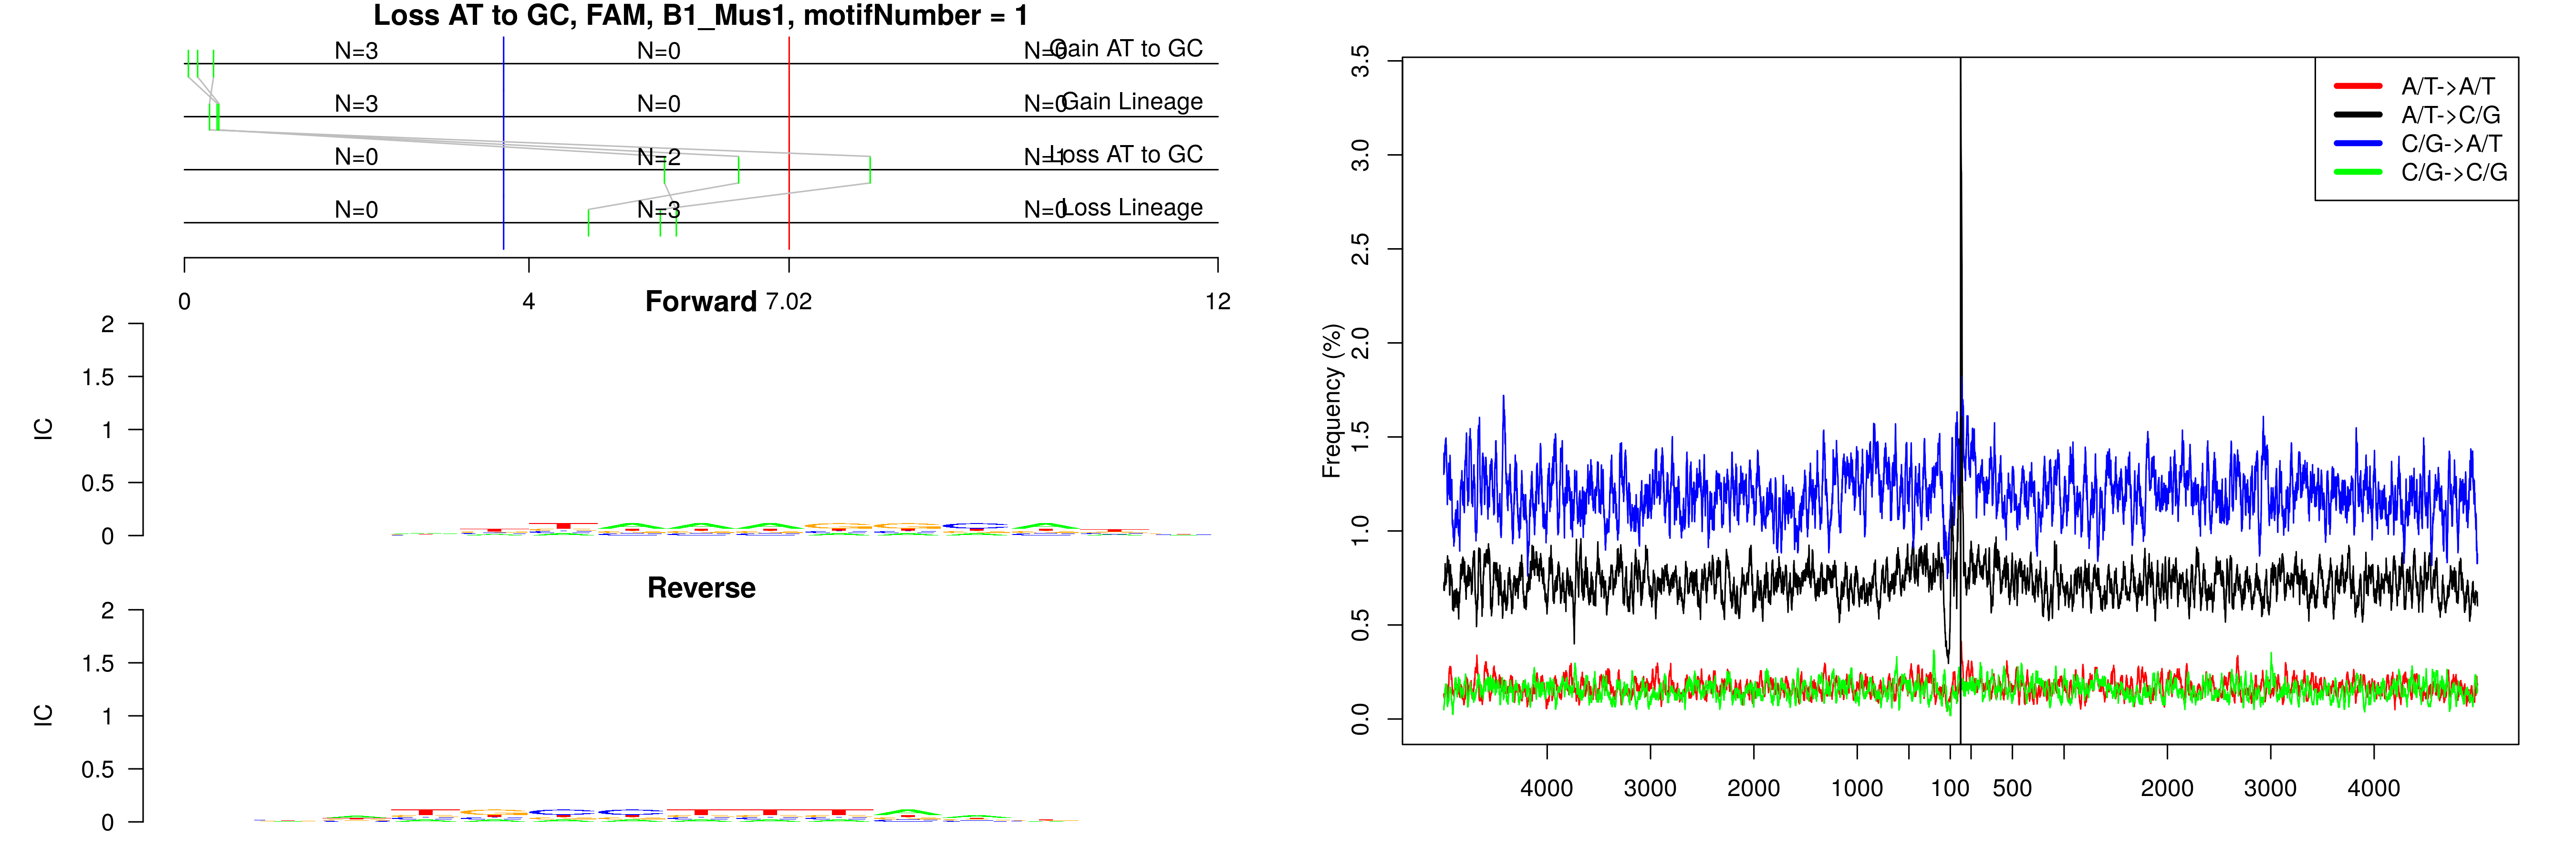 Loss AT to GC, FAM, B1_Mus1, motifNumber = 1
N=3 N=0 N=0 Gain AT to GC
N=3 N=0 N=0 Gain Lineage
N=0 N=2 N=1 Loss AT to GC
N=0 N=3 N=0 Loss Lineage
0 4 7.02 12
Forward
2
1.5
1
0.5
0
IC
T A A A G G C A
Reverse
2
1.5
1
0.5
0
IC
T G C C T T T A
3.5
3.0
2.5
2.0
1.5
1.0
0.5
0.0
Frequency (%)
A/T->A/T
A/T->C/G
C/G->A/T
C/G->C/G
4000 3000 2000 1000 100 500 2000 3000 4000